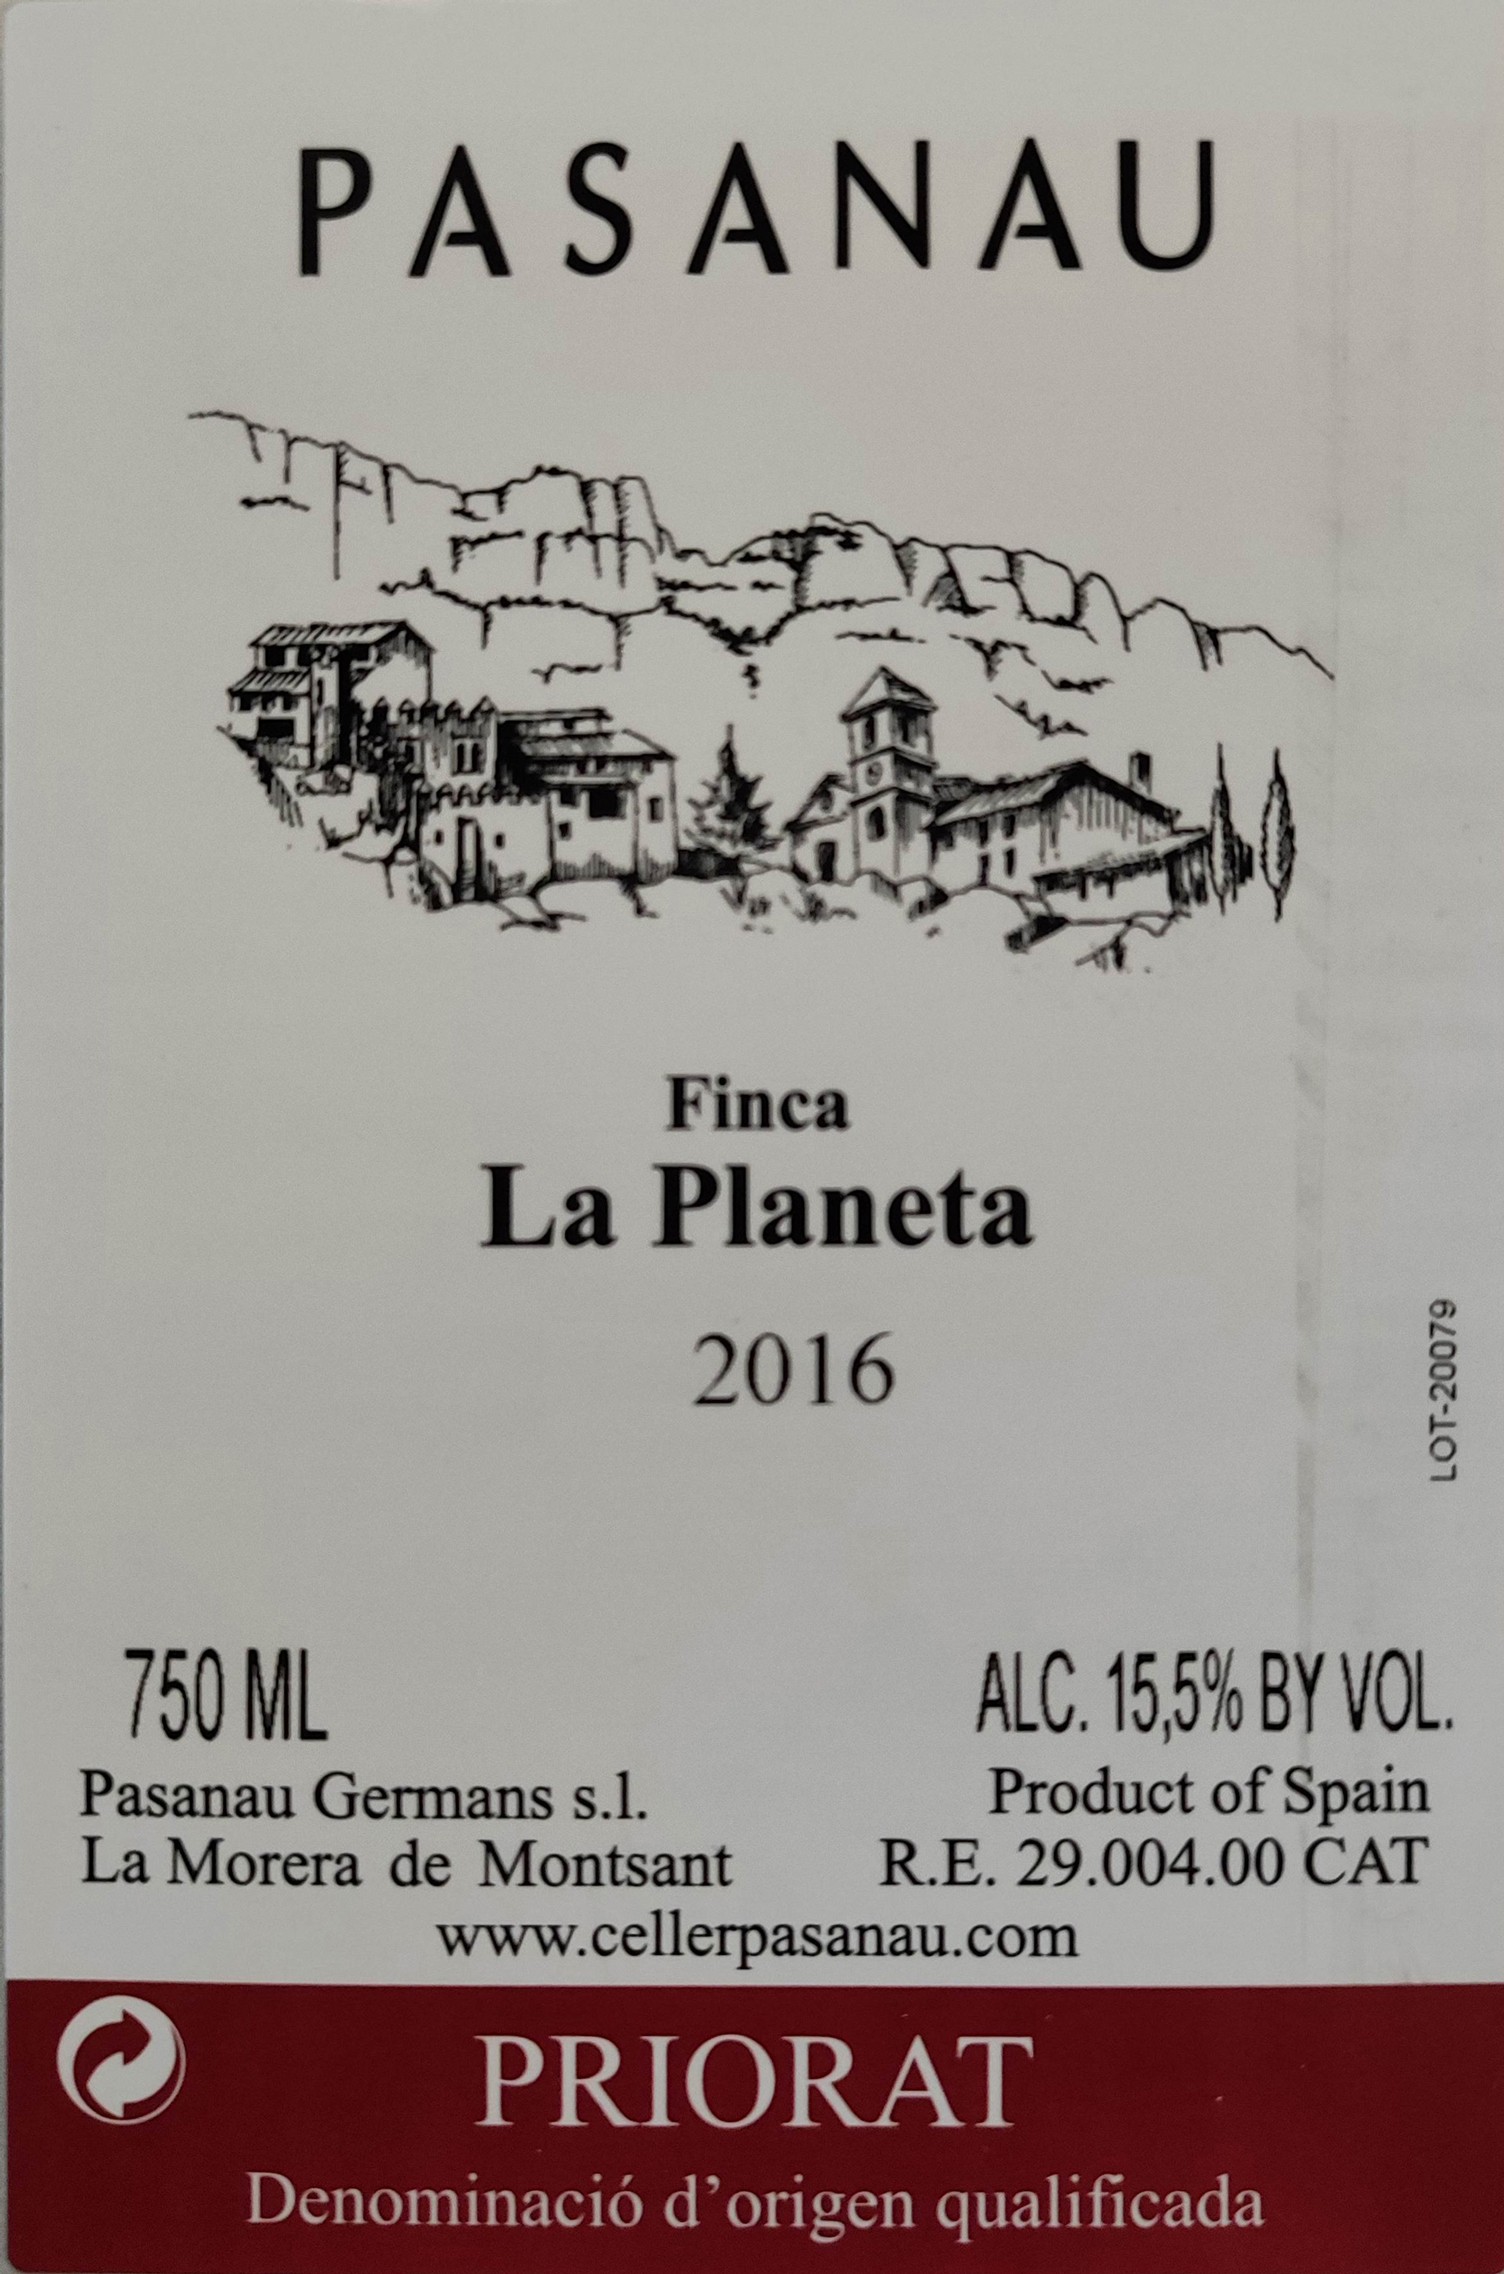 PASANAU
Finca
La Planeta
2016
LOT-20079
750 ML
ALC. 15,5% BY VOL.
Pasanau Germans s.l.
Product of Spain
La Morera de Montsant
R.E. 29.004.00 CAT
www.cellerpasanau.com
PRIORAT
Denominació d'origen qualificada